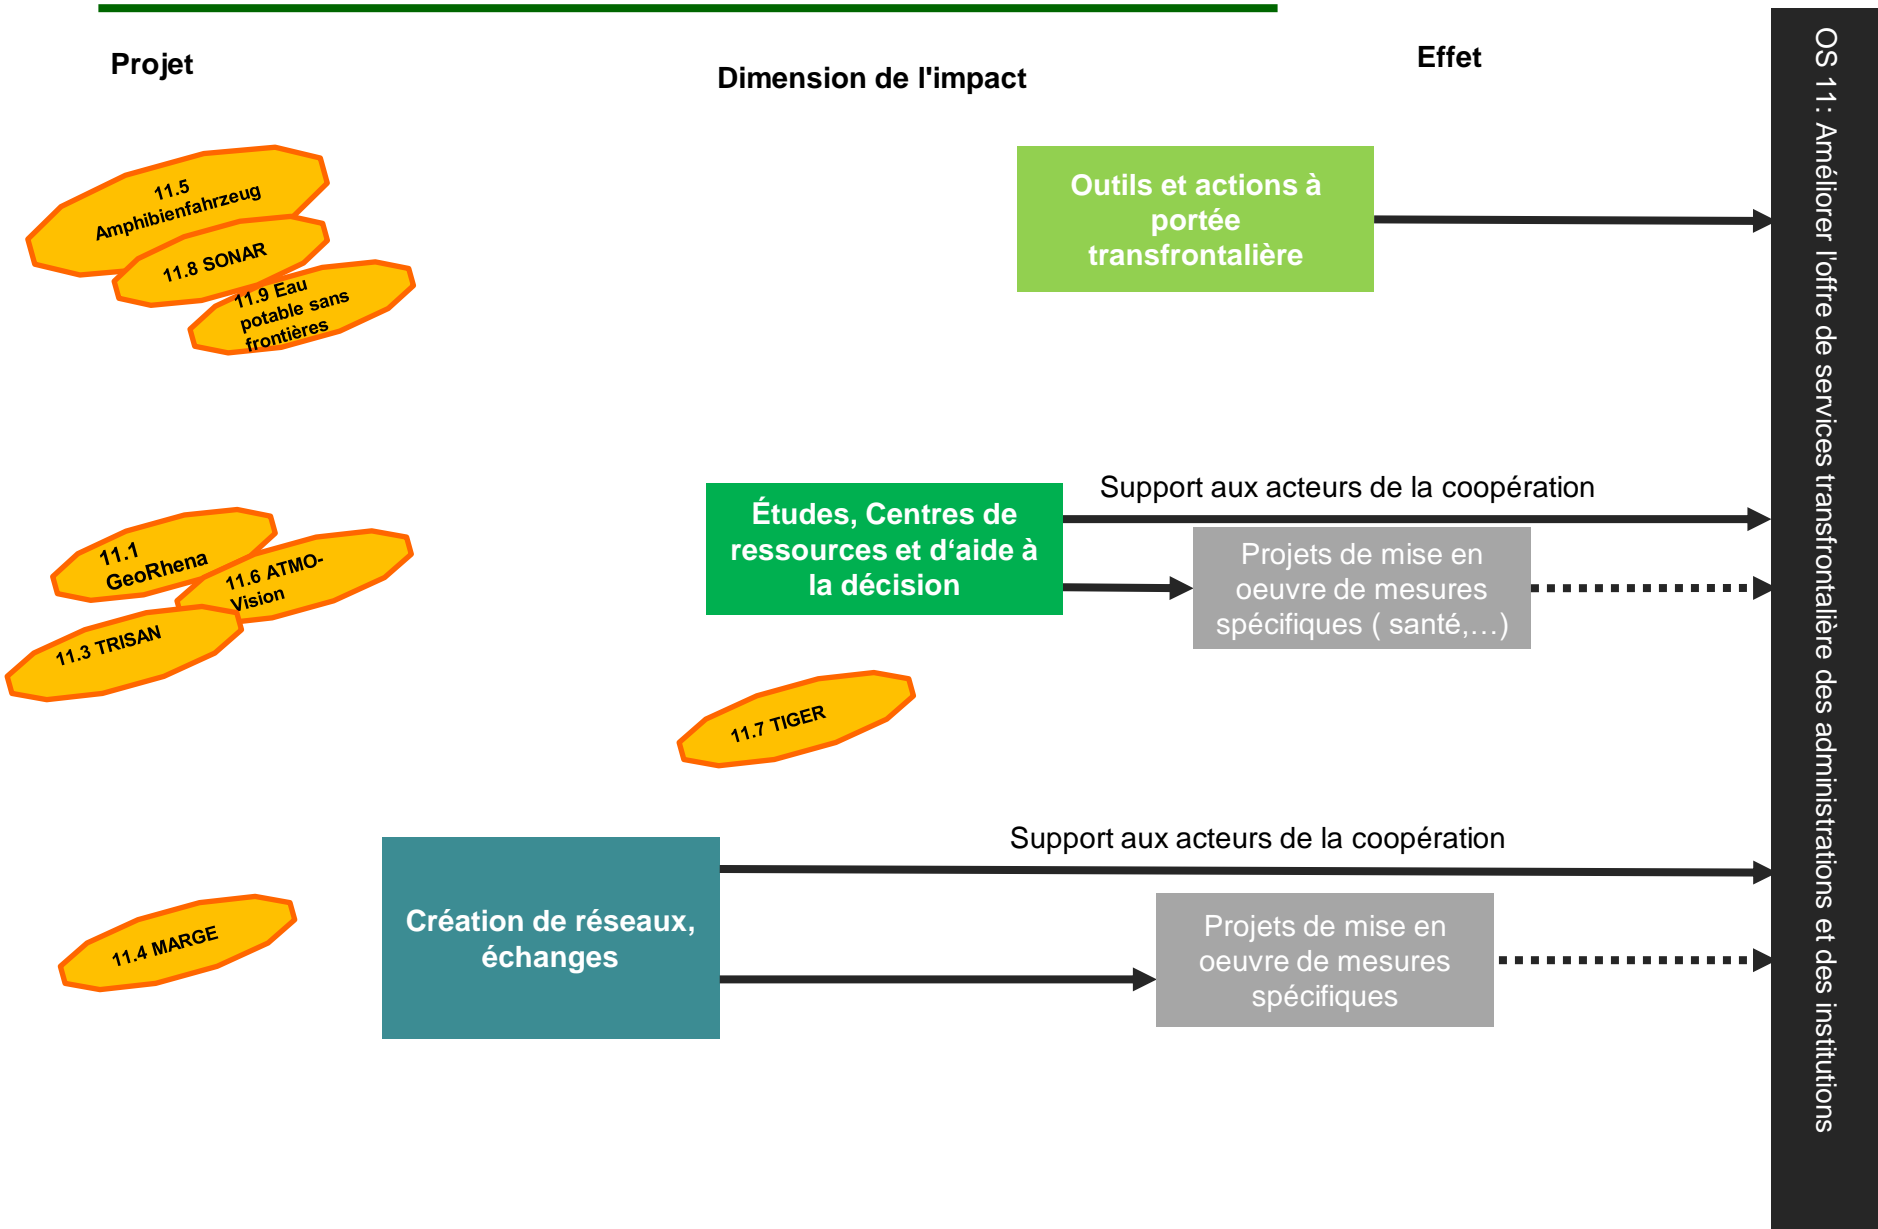 Projet
Dimension de l'impact
Effet
11.5
Amphibienfahrzeug
11.8 SONAR
11.9 Eau
potable sans
frontières
Outils et actions à
portée
transfrontalière
11.1
GeoRhena
11.6 ATMO-
Vision
11.3 TRISAN
Études, Centres de
ressources et d‘aide à
la décision
Support aux acteurs de la coopération
Projets de mise en
oeuvre de mesures
spécifiques ( santé,…)
11.7 TIGER
11.4 MARGE
Création de réseaux,
échanges
Support aux acteurs de la coopération
Projets de mise en
oeuvre de mesures
spécifiques
OS 11: Améliorer l'offre de services transfrontalière des administrations et des institutions